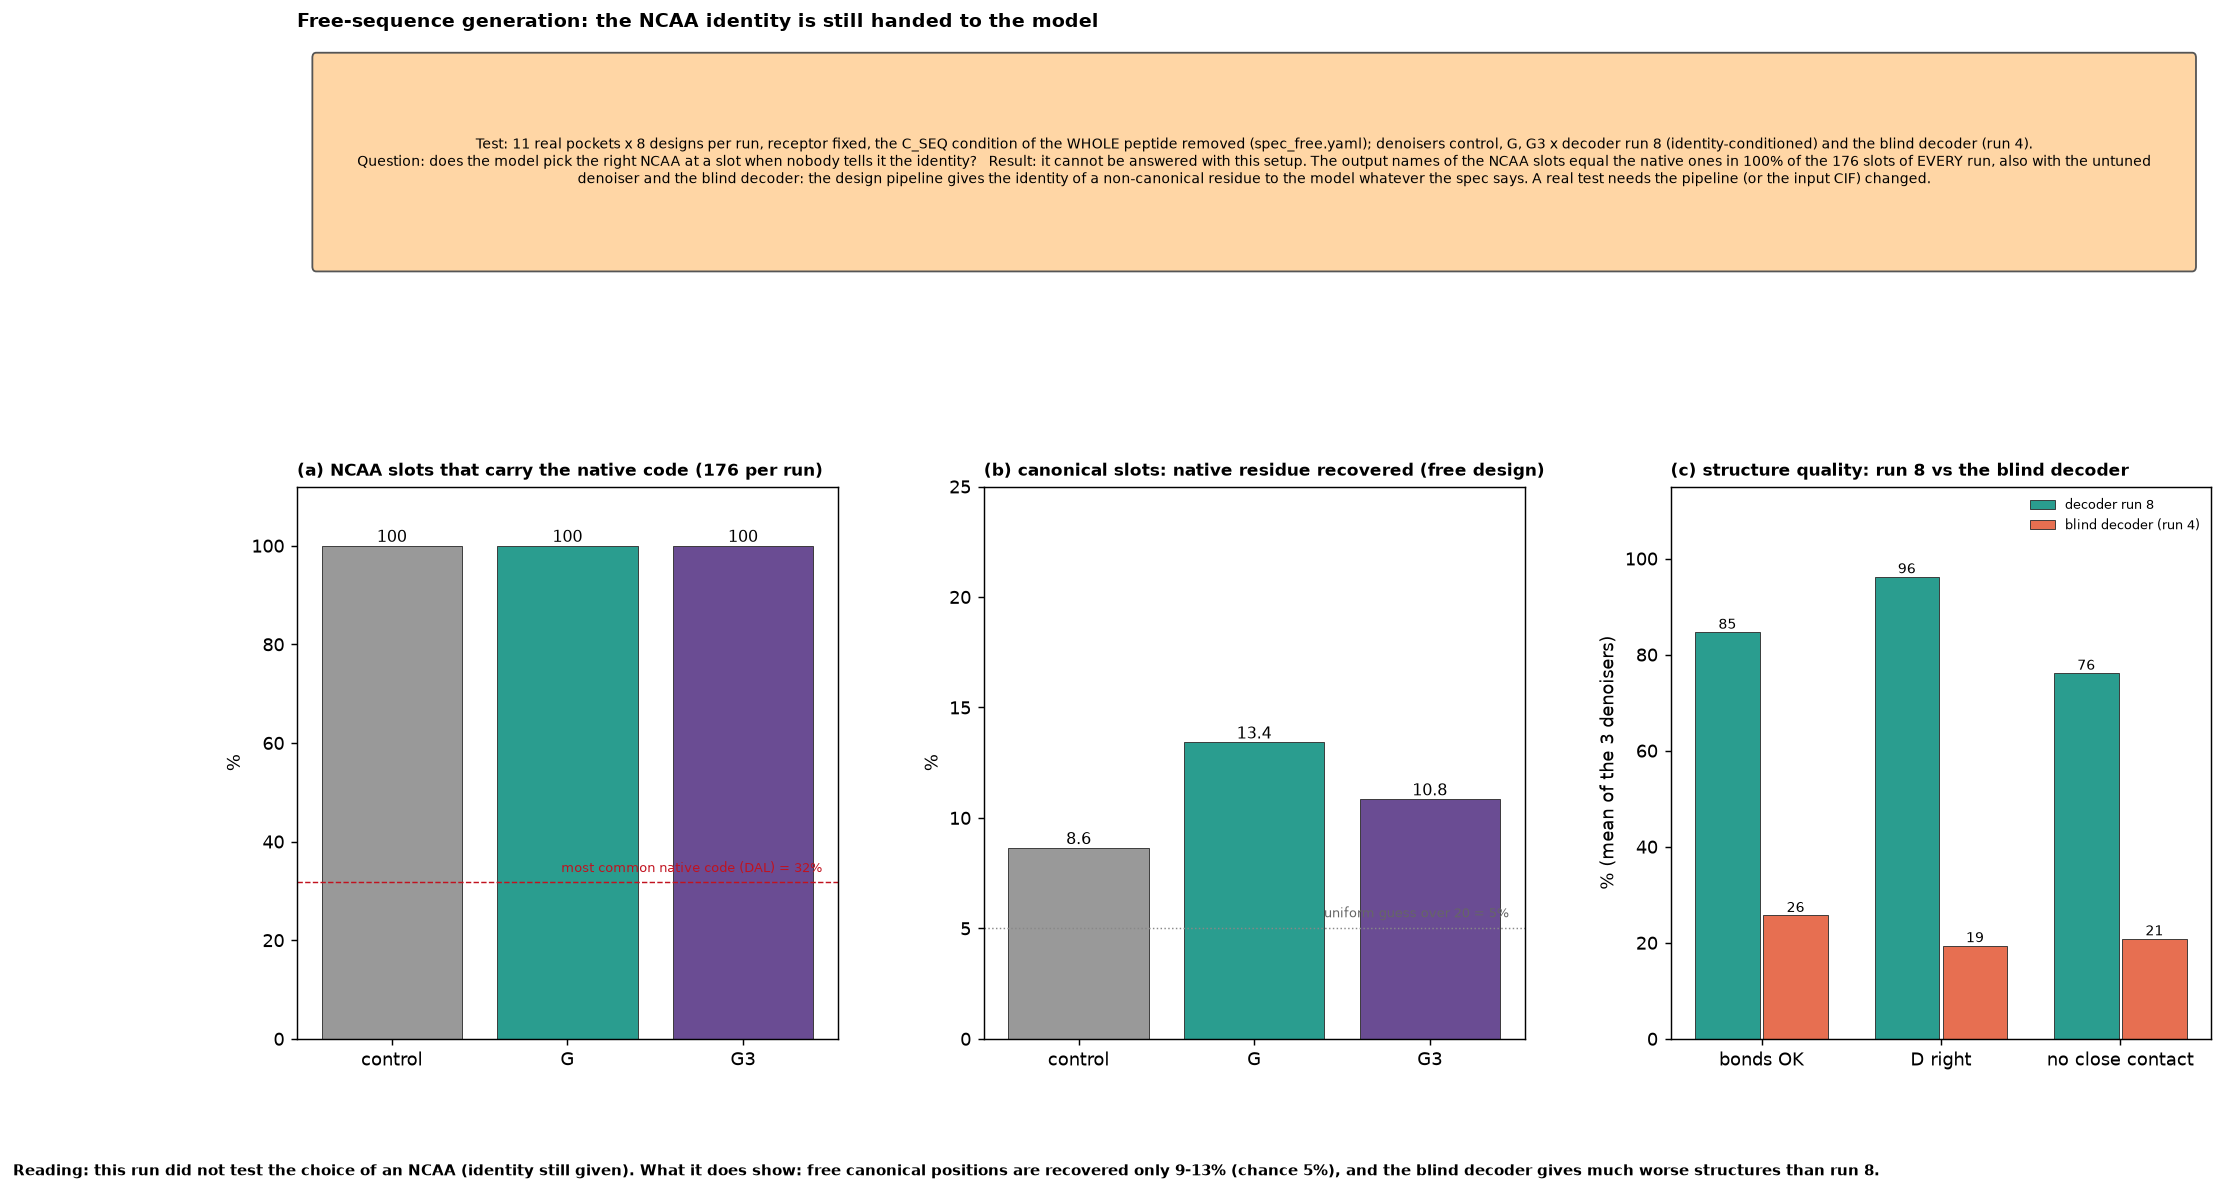 Free-sequence generation: the NCAA identity is still handed to the model
Test: 11 real pockets x 8 designs per run, receptor fixed, the C_SEQ condition of the WHOLE peptide removed (spec_free.yaml); denoisers control, G, G3 x decoder run 8 (identity-conditioned) and the blind decoder (run 4).
Question: does the model pick the right NCAA at a slot when nobody tells it the identity?   Result: it cannot be answered with this setup. The output names of the NCAA slots equal the native ones in 100% of the 176 slots of EVERY run, also with the untuned
denoiser and the blind decoder: the design pipeline gives the identity of a non-canonical residue to the model whatever the spec says. A real test needs the pipeline (or the input CIF) changed.
(a) NCAA slots that carry the native code (176 per run)
%
100
80
60
40
20
0
100
100
100
most common native code (DAL) = 32%
control
G
G3
(b) canonical slots: native residue recovered (free design)
%
25
20
15
10
5
0
8.6
13.4
10.8
uniform guess over 20 = 5%
control
G
G3
(c) structure quality: run 8 vs the blind decoder
% (mean of the 3 denoisers)
100
80
60
40
20
0
decoder run 8
blind decoder (run 4)
85
26
96
19
76
21
bonds OK
D right
no close contact
Reading: this run did not test the choice of an NCAA (identity still given). What it does show: free canonical positions are recovered only 9-13% (chance 5%), and the blind decoder gives much worse structures than run 8.